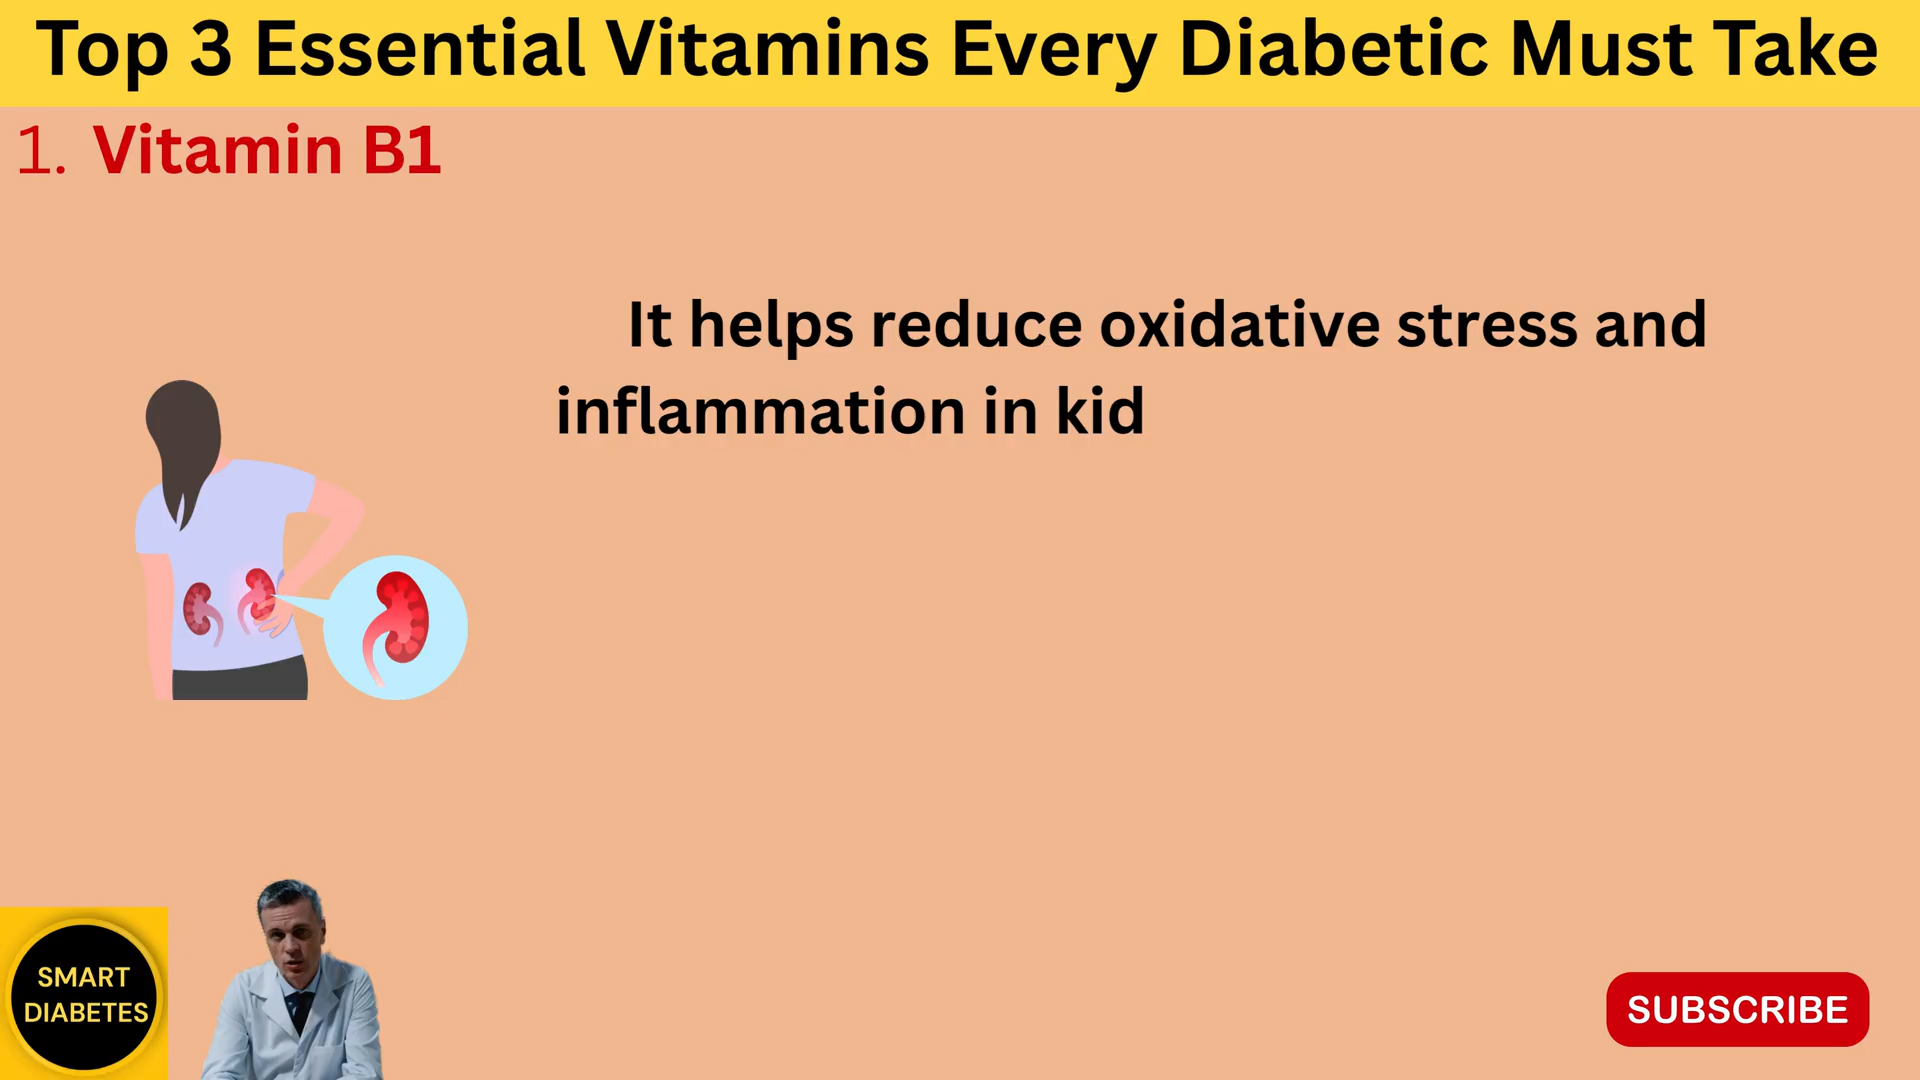 Top 3 Essential Vitamins Every Diabetic Must Take
1. Vitamin B1
It helps reduce oxidative stress and
inflammation in kid
SMART
DIABETES
SUBSCRIBE